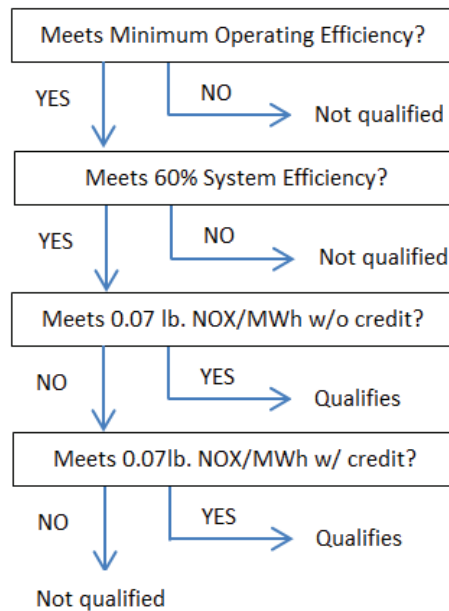 Meets Minimum Operating Efficiency?
YES
NO
Not qualified
Meets 60% System Efficiency?
YES
NO
Not qualified
Meets 0.07 lb. NOX/MWh w/o credit?
NO
YES
Qualifies
Meets 0.07lb. NOX/MWh w/ credit?
NO
YES
Qualifies
Not qualified